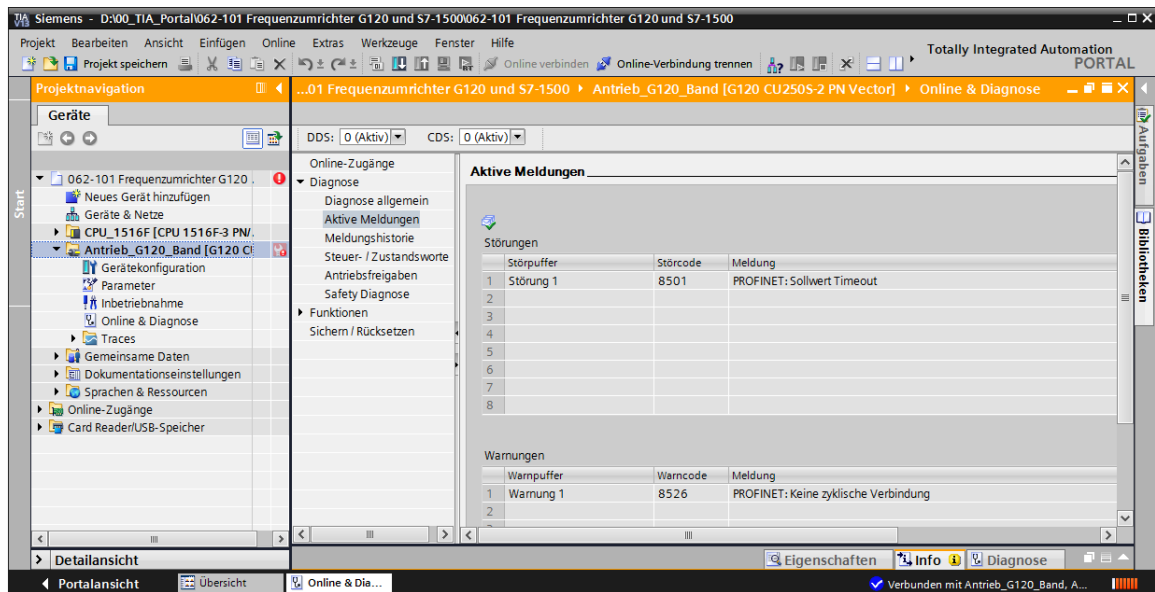 Siemens - D:\00_TIA_Portal\062-101 Frequenzumrichter G120 und S7-1500\062-101 Frequenzumrichter G120 und S7-1500
Projekt Bearbeiten Ansicht Einfügen Online Extras Werkzeuge Fenster Hilfe
Totally Integrated Automation
PORTAL
Projekt speichern
Online verbinden
Online-Verbindung trennen
Projektnavigation
...01 Frequenzumrichter G120 und S7-1500 Antrieb_G120_Band [G120 CU250S-2 PN Vector] Online & Diagnose
Geräte
DDS: 0 (Aktiv) CDS: 0 (Aktiv)
Start
062-101 Frequenzumrichter G120 .
Neues Gerät hinzufügen
Geräte & Netze
CPU_1516F [CPU 1516F-3 PN/.
Antrieb_G120_Band [G120 CU
Gerätekonfiguration
Parameter
Inbetriebnahme
Online & Diagnose
Traces
Gemeinsame Daten
Dokumentationseinstellungen
Sprachen & Ressourcen
Online-Zugänge
Card Reader/USB-Speicher
Online-Zugänge
Diagnose
Diagnose allgemein
Aktive Meldungen
Meldungshistorie
Steuer- / Zustandsworte
Antriebsfreigaben
Safety Diagnose
Funktionen
Sichern / Rücksetzen
Aktive Meldungen
Störungen
Störpuffer Störcode Meldung
1 Störung 1 8501 PROFINET: Sollwert Timeout
2
3
4
5
6
7
8
Warnungen
Warnpuffer Warncode Meldung
1 Warnung 1 8526 PROFINET: Keine zyklische Verbindung
2
Aufgaben
Bibliotheken
Eigenschaften Info Diagnose
Detailansicht
Portalansicht Übersicht Online & Dia... Verbunden mit Antrieb_G120_Band, A...